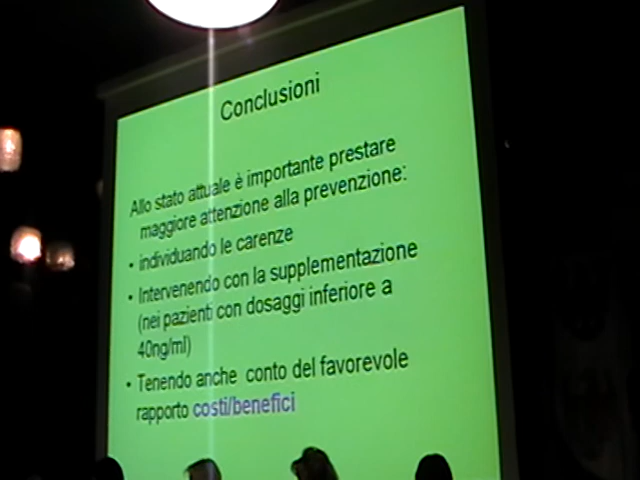 Conclusioni
Allo stato attuale è importante prestare
maggiore attenzione alla prevenzione:
• individuando le carenze
• Intervenendo con la supplementazione
(nei pazienti con dosaggi inferiore a
40ng/ml)
• Tenendo anche conto del favorevole
rapporto costi/benefici